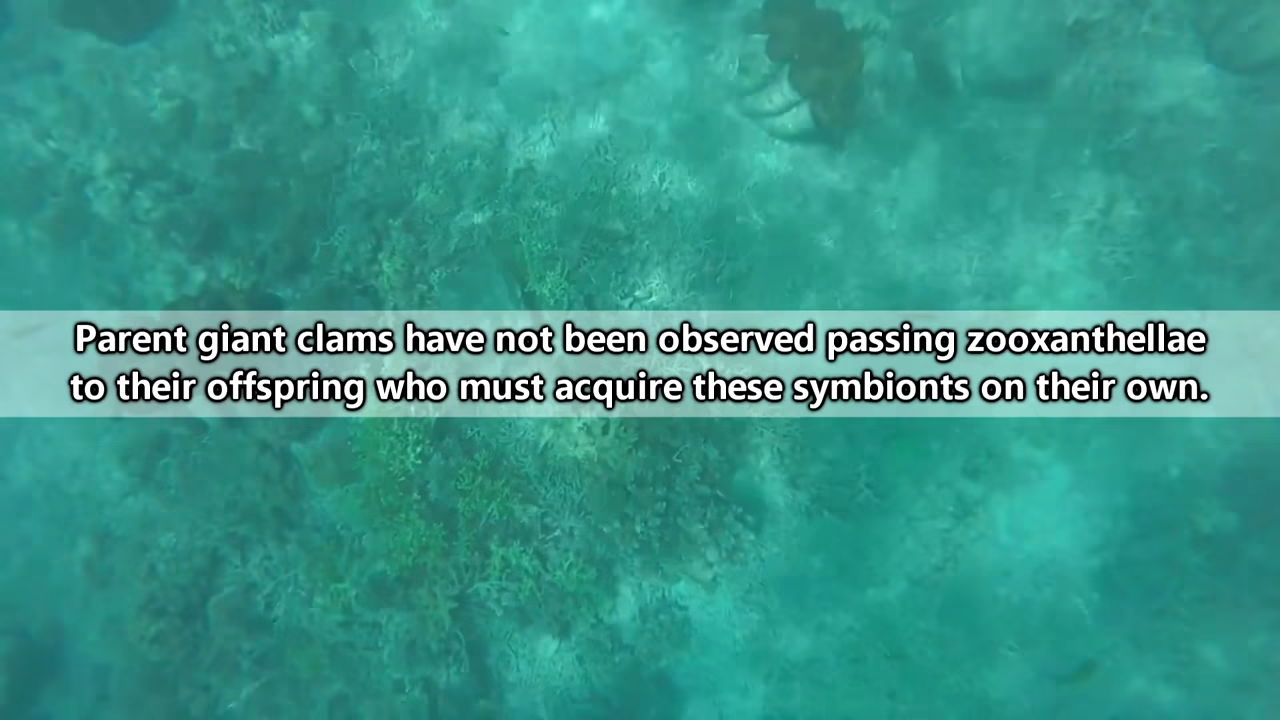 Parent giant clams have not been observed passing zooxanthellae
to their offspring who must acquire these symbionts on their own.